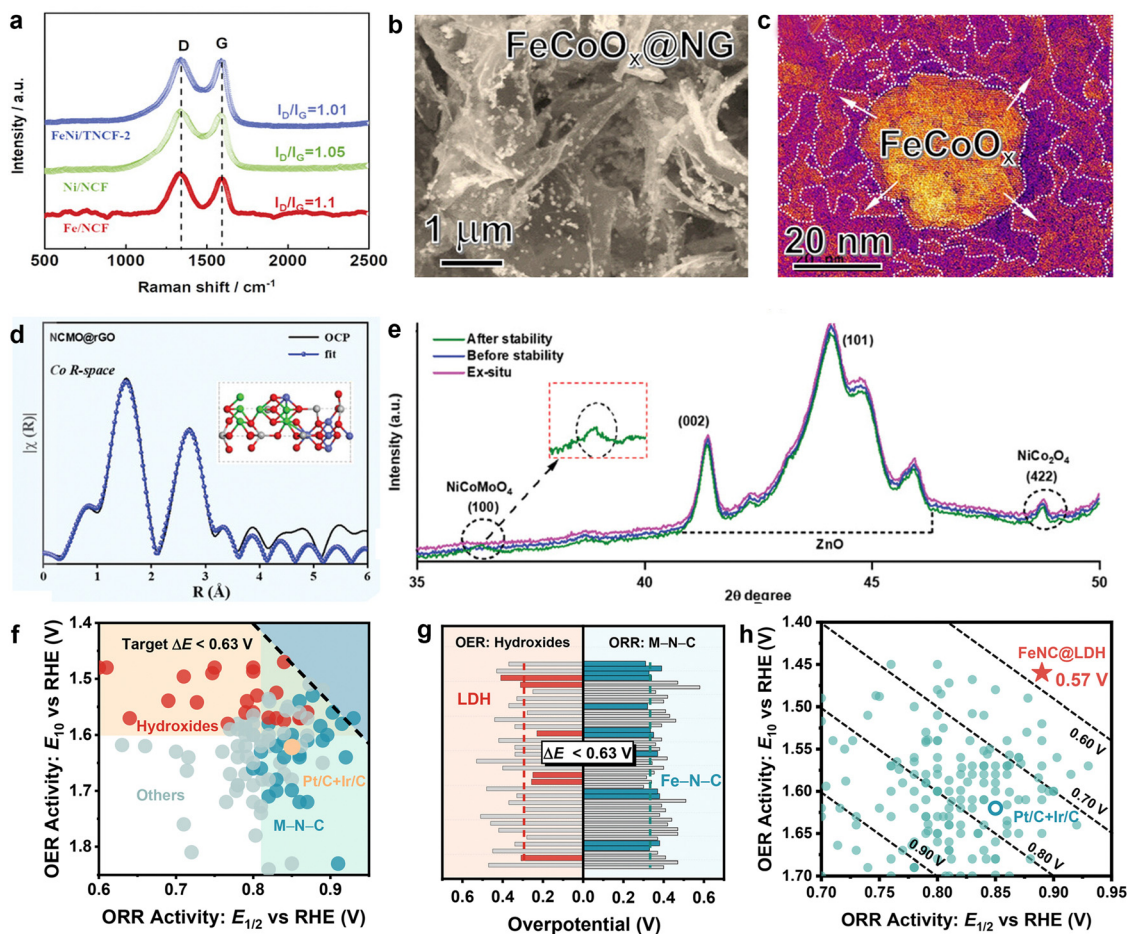 a
D
G
I_D/I_G=1.01
FeNi/TNCF-2
I_D/I_G=1.05
Ni/NCF
I_D/I_G=1.1
Fe/NCF
Intensity / a.u.
500 1000 1500 2000 2500
Raman shift / cm⁻¹
b
FeCoOₓ@NG
1 μm
c
FeCoOₓ
20 nm
d
NCMO@rGO
OCP
fit
Co R-space
|χ (R)|
0 1 2 3 4 5 6
R (Å)
e
After stability
Before stability
Ex-situ
(101)
(002)
NiCoMoO₄
(100)
NiCo₂O₄
(422)
ZnO
Intensity (a.u.)
35 40 45 50
2θ degree
f
Target ΔE < 0.63 V
Hydroxides
Pt/C+Ir/C
Others
M–N–C
OER Activity: E₁₀ vs RHE (V)
1.4
1.5
1.6
1.7
1.8
0.6 0.7 0.8 0.9
ORR Activity: E₁/₂ vs RHE (V)
g
OER: Hydroxides
ORR: M–N–C
LDH
ΔE < 0.63 V
Fe–N–C
0.6 0.4 0.2 0.0 0.2 0.4 0.6
Overpotential (V)
h
FeNC@LDH
0.57 V
0.60 V
0.70 V
Pt/C+Ir/C
0.80 V
0.90 V
OER Activity: E₁₀ vs RHE (V)
1.40
1.45
1.50
1.55
1.60
1.65
1.70
0.70 0.75 0.80 0.85 0.90 0.95
ORR Activity: E₁/₂ vs RHE (V)